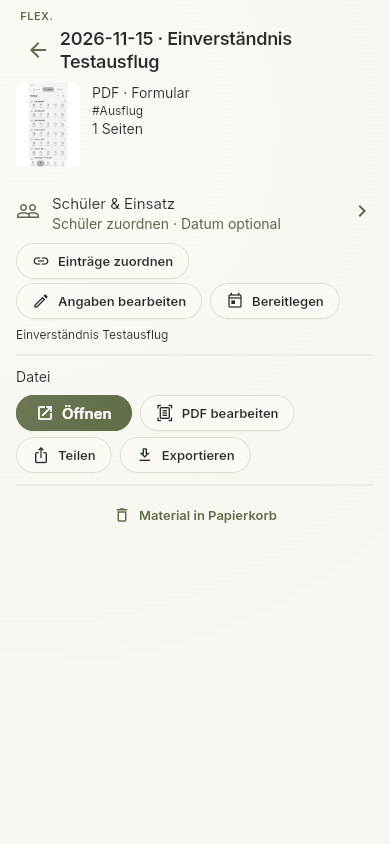 FLEX.
2026-11-15 · Einverständnis
Testausflug
PDF · Formular
#Ausflug
1 Seiten
Schüler & Einsatz
Schüler zuordnen · Datum optional
Einträge zuordnen
Angaben bearbeiten
Bereitlegen
Einverständnis Testausflug
Datei
Öffnen
PDF bearbeiten
Teilen
Exportieren
Material in Papierkorb